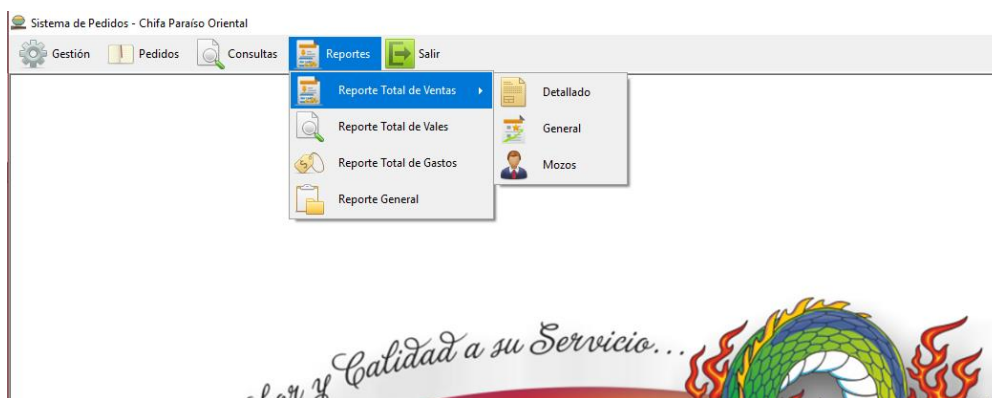 Sistema de Pedidos - Chifa Paraíso Oriental
Gestión Pedidos Consultas Reportes Salir
Reporte Total de Ventas Detallado
Reporte Total de Vales General
Reporte Total de Gastos Mozos
Reporte General
y Calidad a su Servicio...